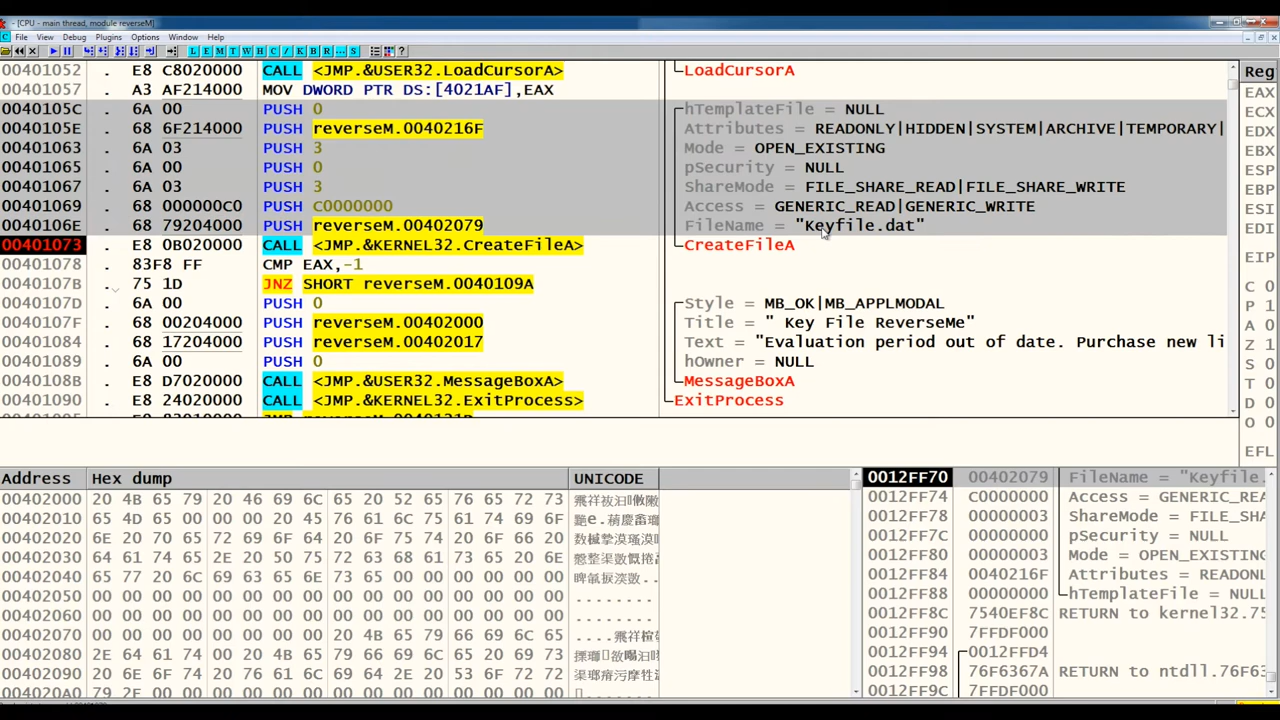 - [CPU - main thread, module reverseM]
C File View Debug Plugins Options Window Help
L E M T W H C / K B R ... S ?
00401052 . E8 C8020000 CALL <JMP.&USER32.LoadCursorA> LoadCursorA
00401057 . A3 AF214000 MOV DWORD PTR DS:[4021AF],EAX
0040105C . 6A 00 PUSH 0 hTemplateFile = NULL
0040105E . 68 6F214000 PUSH reverseM.0040216F Attributes = READONLY|HIDDEN|SYSTEM|ARCHIVE|TEMPORARY|
00401063 . 6A 03 PUSH 3 Mode = OPEN_EXISTING
00401065 . 6A 00 PUSH 0 pSecurity = NULL
00401067 . 6A 03 PUSH 3 ShareMode = FILE_SHARE_READ|FILE_SHARE_WRITE
00401069 . 68 000000C0 PUSH C0000000 Access = GENERIC_READ|GENERIC_WRITE
0040106E . 68 79204000 PUSH reverseM.00402079 FileName = "Keyfile.dat"
00401073 . E8 0B020000 CALL <JMP.&KERNEL32.CreateFileA> CreateFileA
00401078 . 83F8 FF CMP EAX,-1
0040107B . 75 1D JNZ SHORT reverseM.0040109A
0040107D . 6A 00 PUSH 0 Style = MB_OK|MB_APPLMODAL
0040107F . 68 00204000 PUSH reverseM.00402000 Title = " Key File ReverseMe"
00401084 . 68 17204000 PUSH reverseM.00402017 Text = "Evaluation period out of date. Purchase new li
00401089 . 6A 00 PUSH 0 hOwner = NULL
0040108B . E8 D7020000 CALL <JMP.&USER32.MessageBoxA> MessageBoxA
00401090 . E8 24020000 CALL <JMP.&KERNEL32.ExitProcess> ExitProcess
Reg
EAX
ECX
EDX
EBX
ESP
EBP
ESI
EDI
EIP
C 0
P 1
A 0
Z 1
S 0
T 0
D 0
O 0
EFL
Address Hex dump UNICODE
00402000 20 4B 65 79 20 46 69 6C 65 20 52 65 76 65 72 73
00402010 65 4D 65 00 00 00 20 45 76 61 6C 75 61 74 69 6F
00402020 6E 20 70 65 72 69 6F 64 20 6F 75 74 20 6F 66 20
00402030 64 61 74 65 2E 20 50 75 72 63 68 61 73 65 20 6E
00402040 65 77 20 6C 69 63 65 6E 73 65 00 00 00 00 00 00
00402050 00 00 00 00 00 00 00 00 00 00 00 00 00 00 00 00 ........
00402060 00 00 00 00 00 00 00 00 00 00 00 00 00 00 00 00 ........
00402070 00 00 00 00 00 00 00 00 20 4B 65 79 66 69 6C 65
00402080 2E 64 61 74 00 20 4B 65 79 66 69 6C 65 20 73 69
00402090 20 6E 6F 74 20 76 61 6C 69 64 2E 20 53 6F 72 72
004020A0 79 2E 00 00 00 00 00 00 00 00 00 00 00 00 00 00
0012FF70 00402079 FileName = "Keyfile.
0012FF74 C0000000 Access = GENERIC_REA
0012FF78 00000003 ShareMode = FILE_SHA
0012FF7C 00000000 pSecurity = NULL
0012FF80 00000003 Mode = OPEN_EXISTING
0012FF84 0040216F Attributes = READONL
0012FF88 00000000 hTemplateFile = NULL
0012FF8C 7540EF8C RETURN to kernel32.75
0012FF90 7FFDF000
0012FF94 0012FFD4
0012FF98 76F6367A RETURN to ntdll.76F63
0012FF9C 7FFDF000